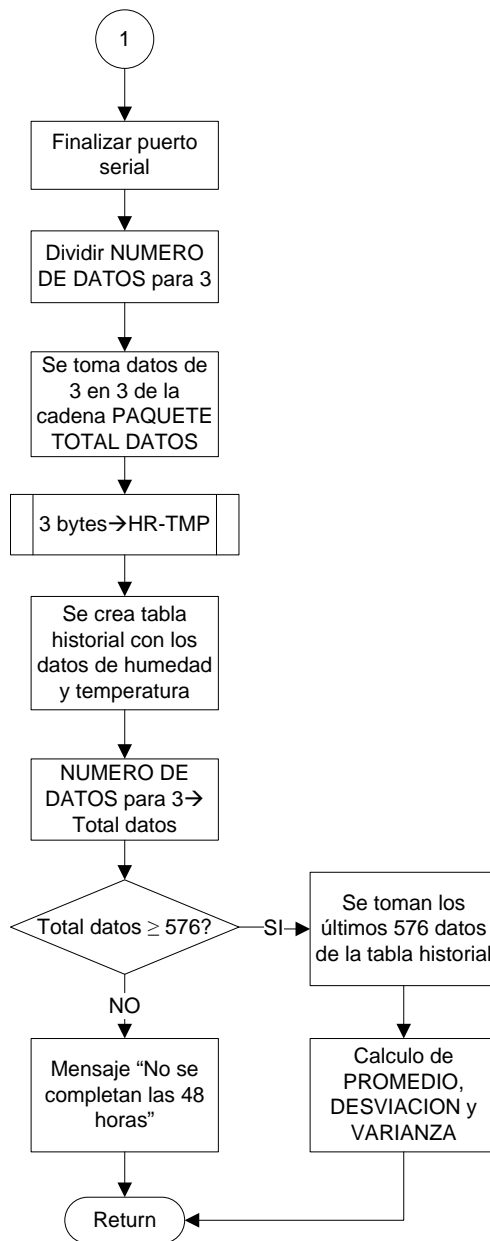 1
Finalizar puerto
serial
Dividir NUMERO
DE DATOS para 3
Se toma datos de
3 en 3 de la
cadena PAQUETE
TOTAL DATOS
3 bytes→HR-TMP
Se crea tabla
historial con los
datos de humedad
y temperatura
NUMERO DE
DATOS para 3→
Total datos
Total datos ≥ 576?
SI
Se toman los
últimos 576 datos
de la tabla historial
NO
Mensaje “No se
completan las 48
horas”
Calculo de
PROMEDIO,
DESVIACION y
VARIANZA
Return